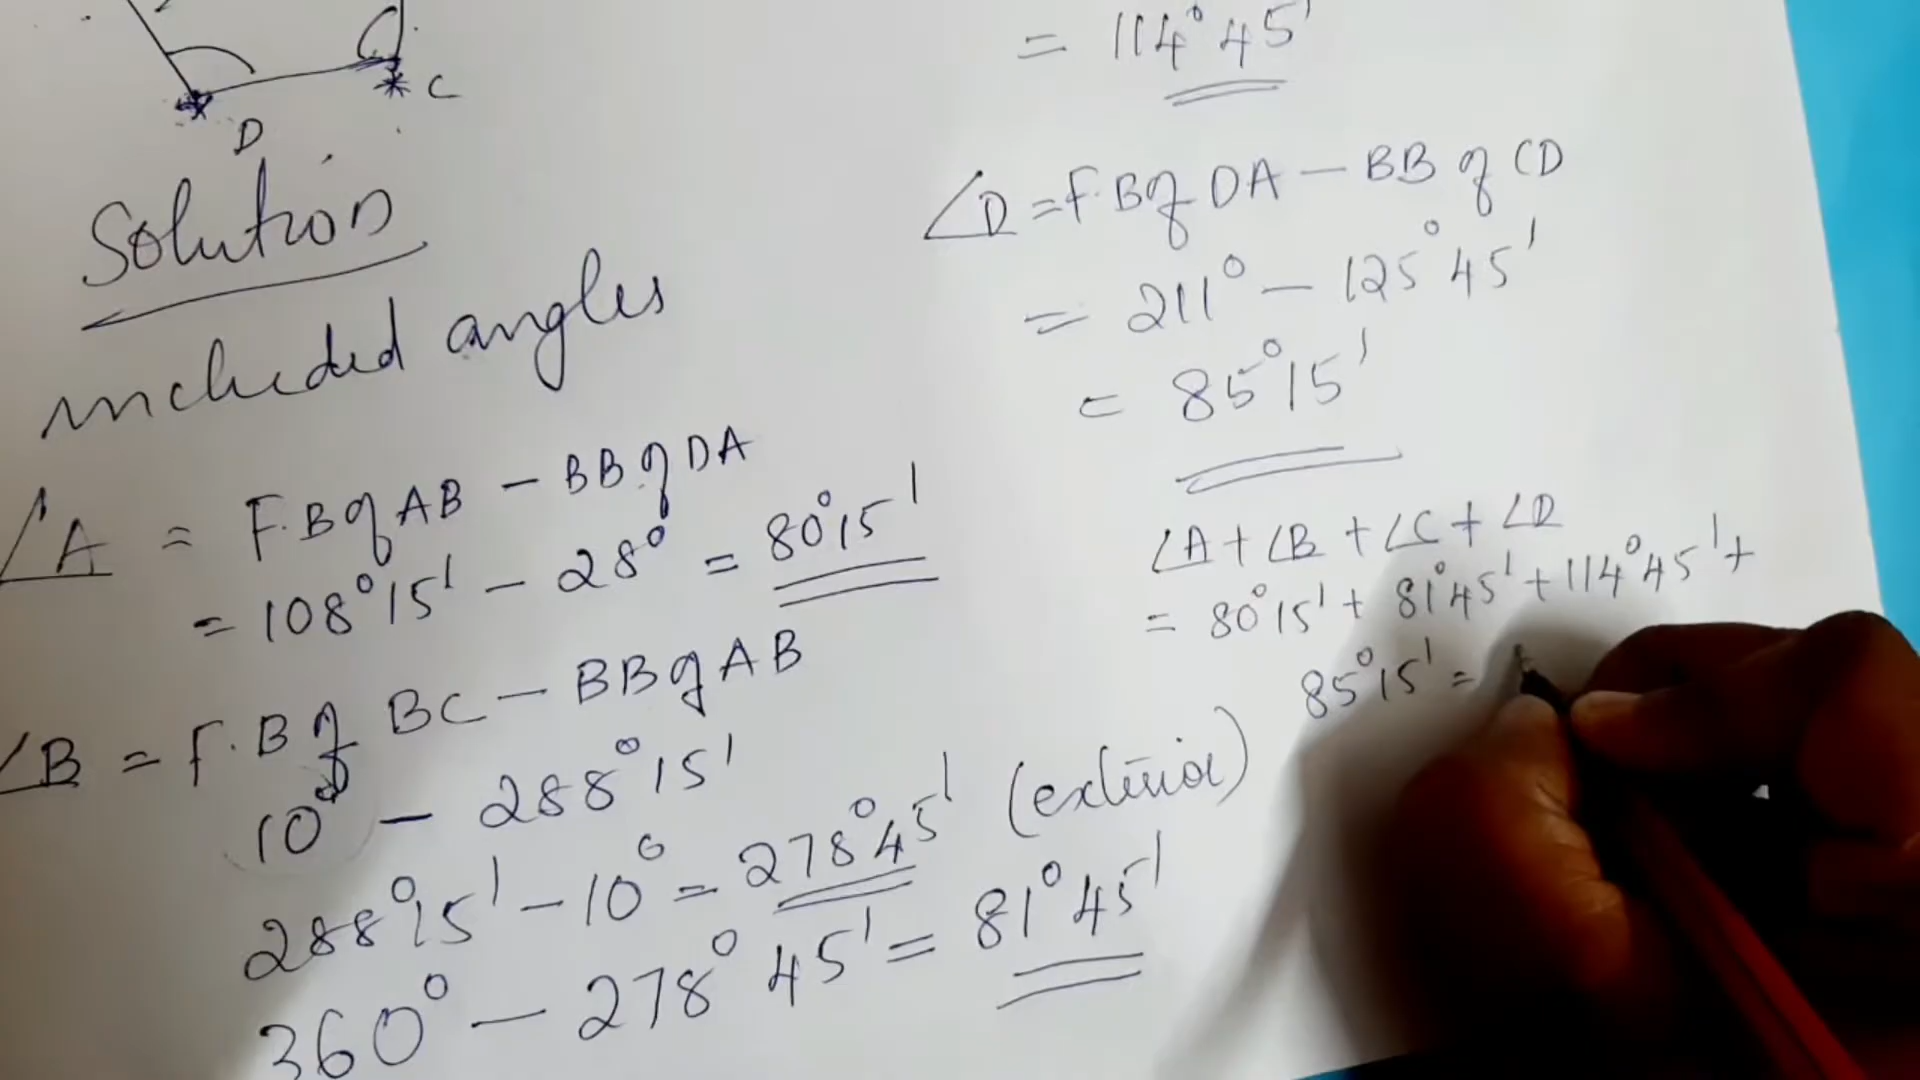 C
D
Solution
included angles
∠A = F.B of AB - BB of DA
= 108°15' - 28° = 80°15'
∠B = F.B of BC - BB of AB
10° - 288°15'
288°15' - 10° = 278°45' (exterior)
360° - 278°45' = 81°45'
= 114°45'
∠D = F.B of DA - BB of CD
= 211° - 125°45'
= 85°15'
∠A + ∠B + ∠C + ∠D
= 80°15' + 81°45' + 114°45' +
85°15' =